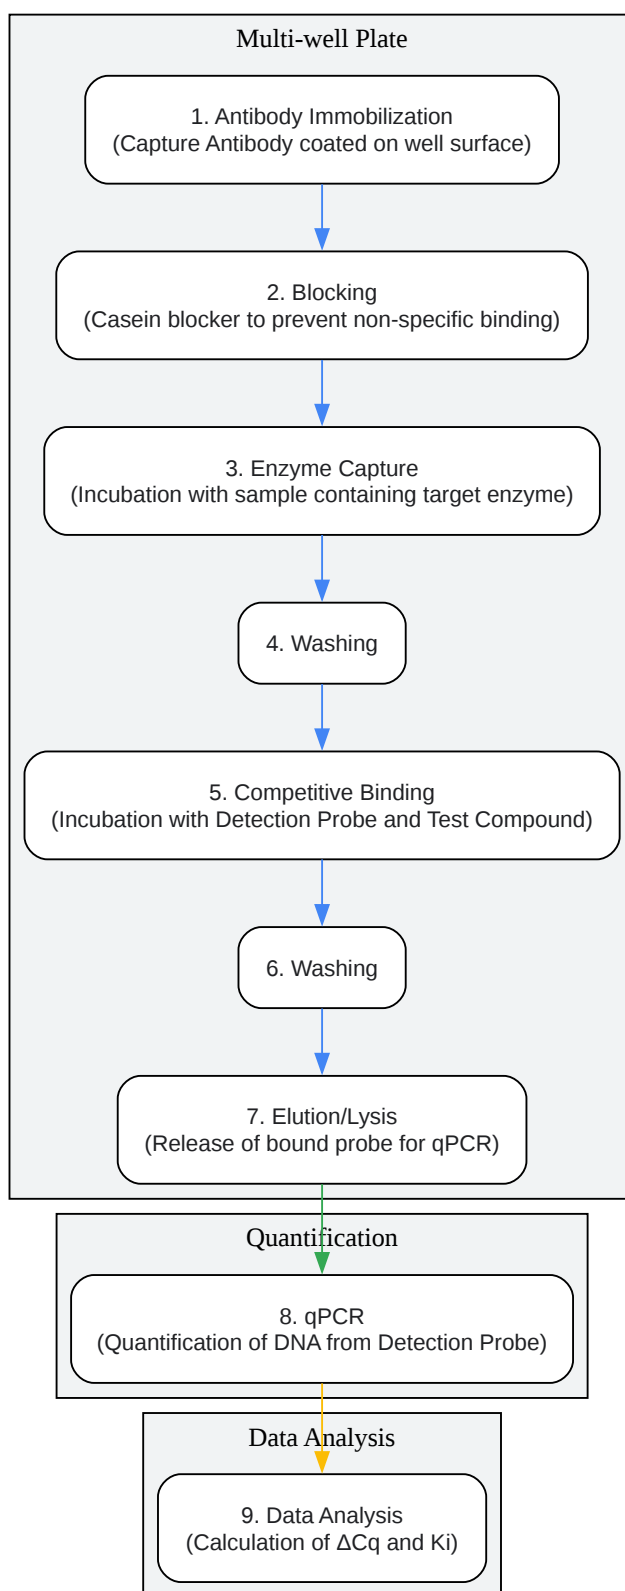 Multi-well Plate
1. Antibody Immobilization
(Capture Antibody coated on well surface)
2. Blocking
(Casein blocker to prevent non-specific binding)
3. Enzyme Capture
(Incubation with sample containing target enzyme)
4. Washing
5. Competitive Binding
(Incubation with Detection Probe and Test Compound)
6. Washing
7. Elution/Lysis
(Release of bound probe for qPCR)
Quantification
8. qPCR
(Quantification of DNA from Detection Probe)
Data Analysis
9. Data Analysis
(Calculation of ΔCq and Ki)